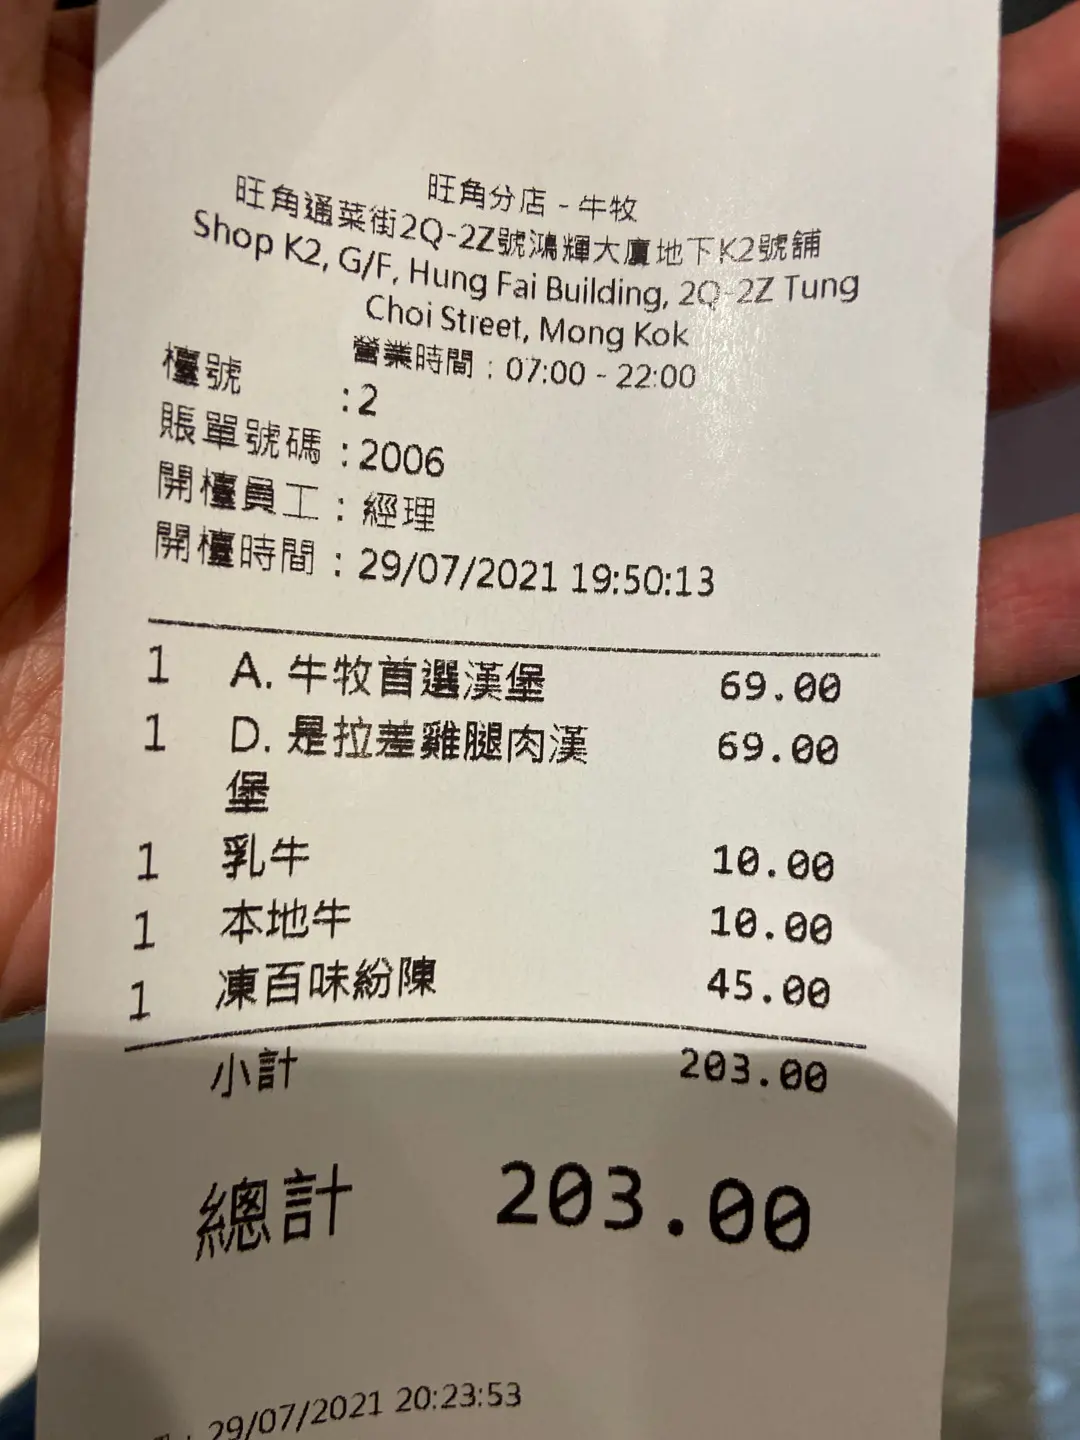 旺角分店 - 牛牧
旺角通菜街2Q-2Z號鴻輝大廈地下K2號舖
Shop K2, G/F, Hung Fai Building, 2Q-2Z Tung
Choi Street, Mong Kok
營業時間 : 07:00 - 22:00
檯號 : 2
賬單號碼 : 2006
開檯員工 : 經理
開檯時間 : 29/07/2021 19:50:13
1 A. 牛牧首選漢堡 69.00
1 D. 是拉差雞腿肉漢 69.00
堡
1 乳牛 10.00
1 本地牛 10.00
1 凍百味紛陳 45.00
小計 203.00
總計 203.00
: 29/07/2021 20:23:53